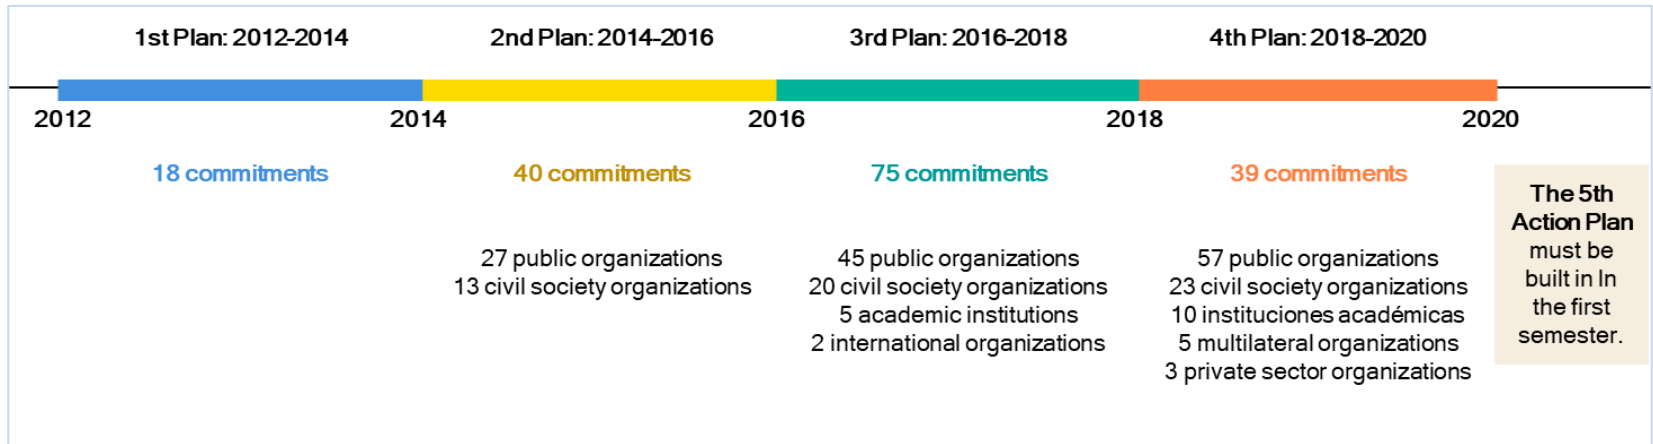 1st Plan: 2012-2014
2nd Plan: 2014-2016
3rd Plan: 2016-2018
4th Plan: 2018-2020
2012
2014
2016
2018
2020
18 commitments
40 commitments
75 commitments
39 commitments
27 public organizations
13 civil society organizations
45 public organizations
20 civil society organizations
5 academic institutions
2 international organizations
57 public organizations
23 civil society organizations
10 instituciones académicas
5 multilateral organizations
3 private sector organizations
The 5th
Action Plan
must be
built in In
the first
semester.